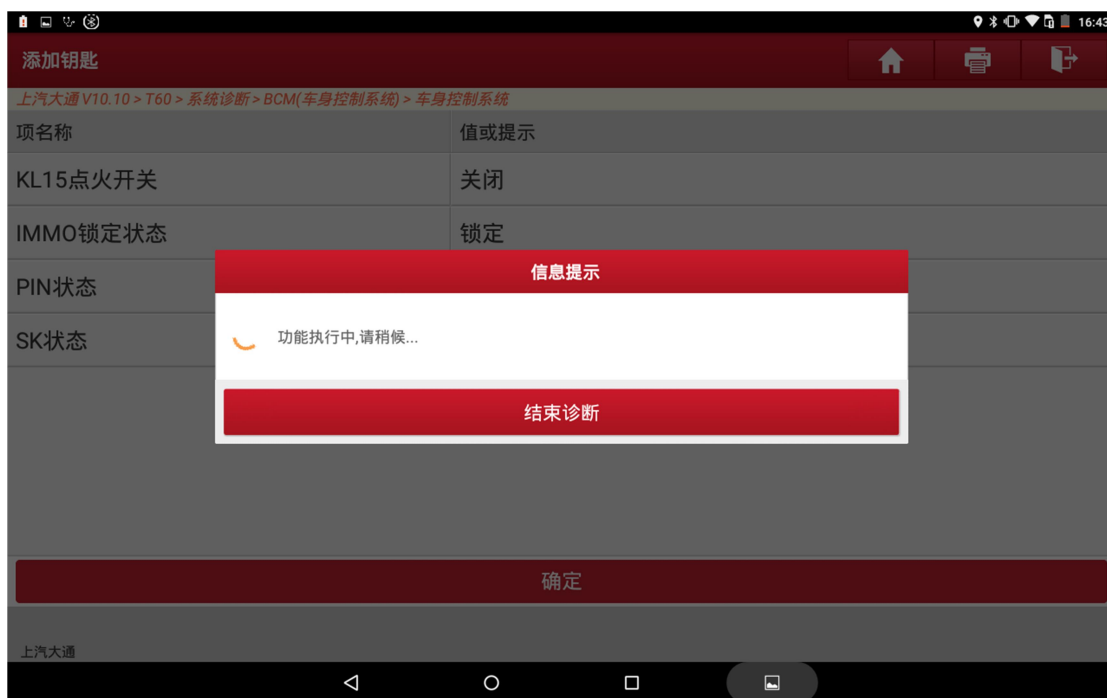 16:43
添加钥匙
上汽大通 V10.10 > T60 > 系统诊断 > BCM(车身控制系统) > 车身控制系统
项名称 值或提示
KL15点火开关 关闭
IMMO锁定状态 锁定
信息提示
PIN状态
功能执行中,请稍候...
SK状态
结束诊断
确定
上汽大通